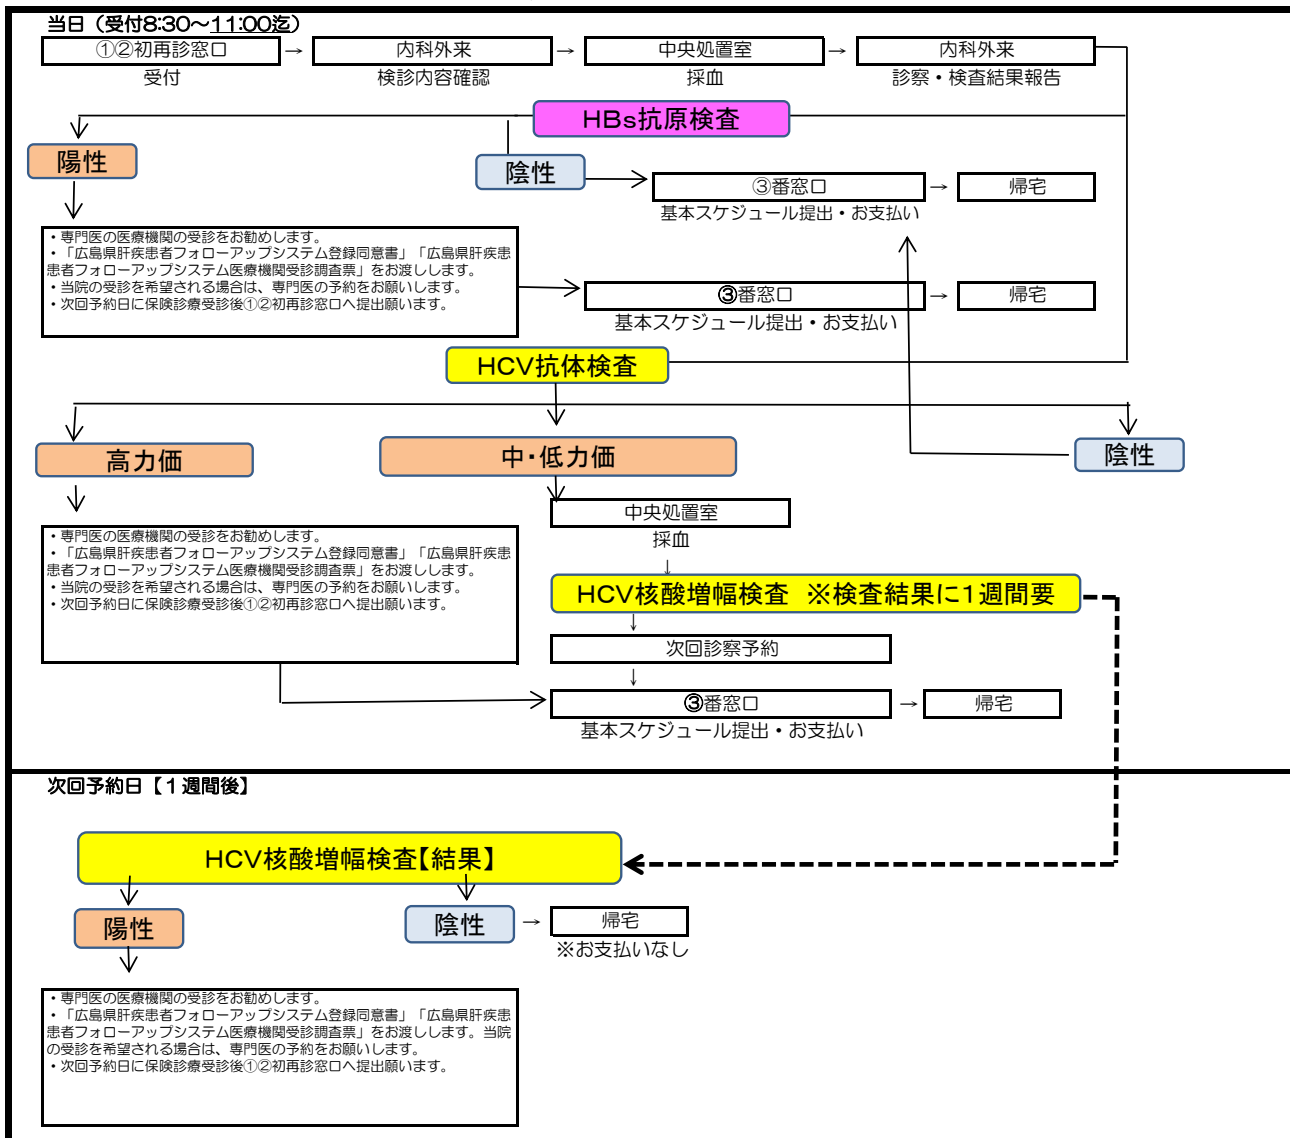 当日（受付8:30～11:00迄）
①②初再診窓口 → 内科外来 → 中央処置室 → 内科外来
受付 検診内容確認 採血 診察・検査結果報告
HBs抗原検査
陽性
陰性
③番窓口 → 帰宅
基本スケジュール提出・お支払い
・専門医の医療機関の受診をお勧めします。
・「広島県肝疾患者フォローアップシステム登録同意書」「広島県肝疾患
患者フォローアップシステム医療機関受診調査票」をお渡しします。
・当院の受診を希望される場合は、専門医の予約をお願いします。
・次回予約日に保険診療受診後①②初再診窓口へ提出願います。
③番窓口 → 帰宅
基本スケジュール提出・お支払い
HCV抗体検査
高力価
中・低力価
陰性
中央処置室
採血
・専門医の医療機関の受診をお勧めします。
・「広島県肝疾患者フォローアップシステム登録同意書」「広島県肝疾患
患者フォローアップシステム医療機関受診調査票」をお渡しします。
・当院の受診を希望される場合は、専門医の予約をお願いします。
・次回予約日に保険診療受診後①②初再診窓口へ提出願います。
↓
HCV核酸増幅検査 ※検査結果に1週間要
↓
次回診察予約
↓
③番窓口 → 帰宅
基本スケジュール提出・お支払い
次回予約日【１週間後】
HCV核酸増幅検査【結果】
陽性
陰性 → 帰宅
※お支払いなし
・専門医の医療機関の受診をお勧めします。
・「広島県肝疾患者フォローアップシステム登録同意書」「広島県肝疾患
患者フォローアップシステム医療機関受診調査票」をお渡しします。当院
の受診を希望される場合は、専門医の予約をお願いします。
・次回予約日に保険診療受診後①②初再診窓口へ提出願います。